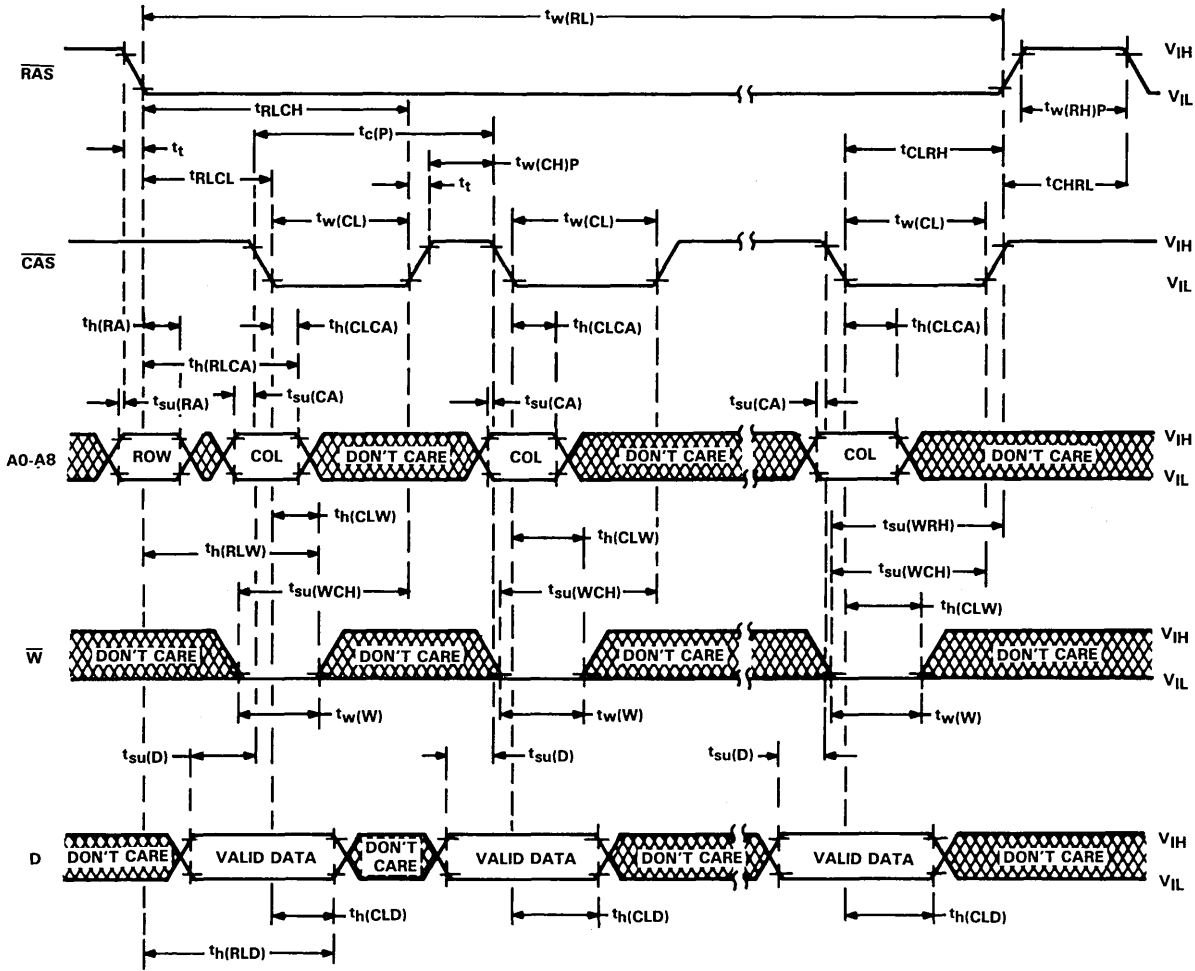 tw(RL)
RAS
VIH
VIL
tRLCH
tw(RH)P
tc(P)
tCLRH
tt
tw(CH)P
tRLCL
tt
tCHRL
tw(CL)
tw(CL)
tw(CL)
CAS
VIH
VIL
th(RA)
th(CLCA)
th(CLCA)
th(CLCA)
th(RLCA)
tsu(RA)
tsu(CA)
tsu(CA)
tsu(CA)
A0-A8
ROW
COL
DON'T CARE
COL
DON'T CARE
COL
DON'T CARE
VIH
VIL
th(CLW)
tsu(WRH)
th(CLW)
th(RLW)
tsu(WCH)
tsu(WCH)
tsu(WCH)
th(CLW)
W
DON'T CARE
DON'T CARE
DON'T CARE
DON'T CARE
VIH
VIL
tw(W)
tw(W)
tw(W)
tsu(D)
tsu(D)
tsu(D)
D
DON'T CARE
VALID DATA
DON'T
CARE
VALID DATA
DON'T CARE
VALID DATA
DON'T CARE
VIH
VIL
th(CLD)
th(CLD)
th(CLD)
th(RLD)